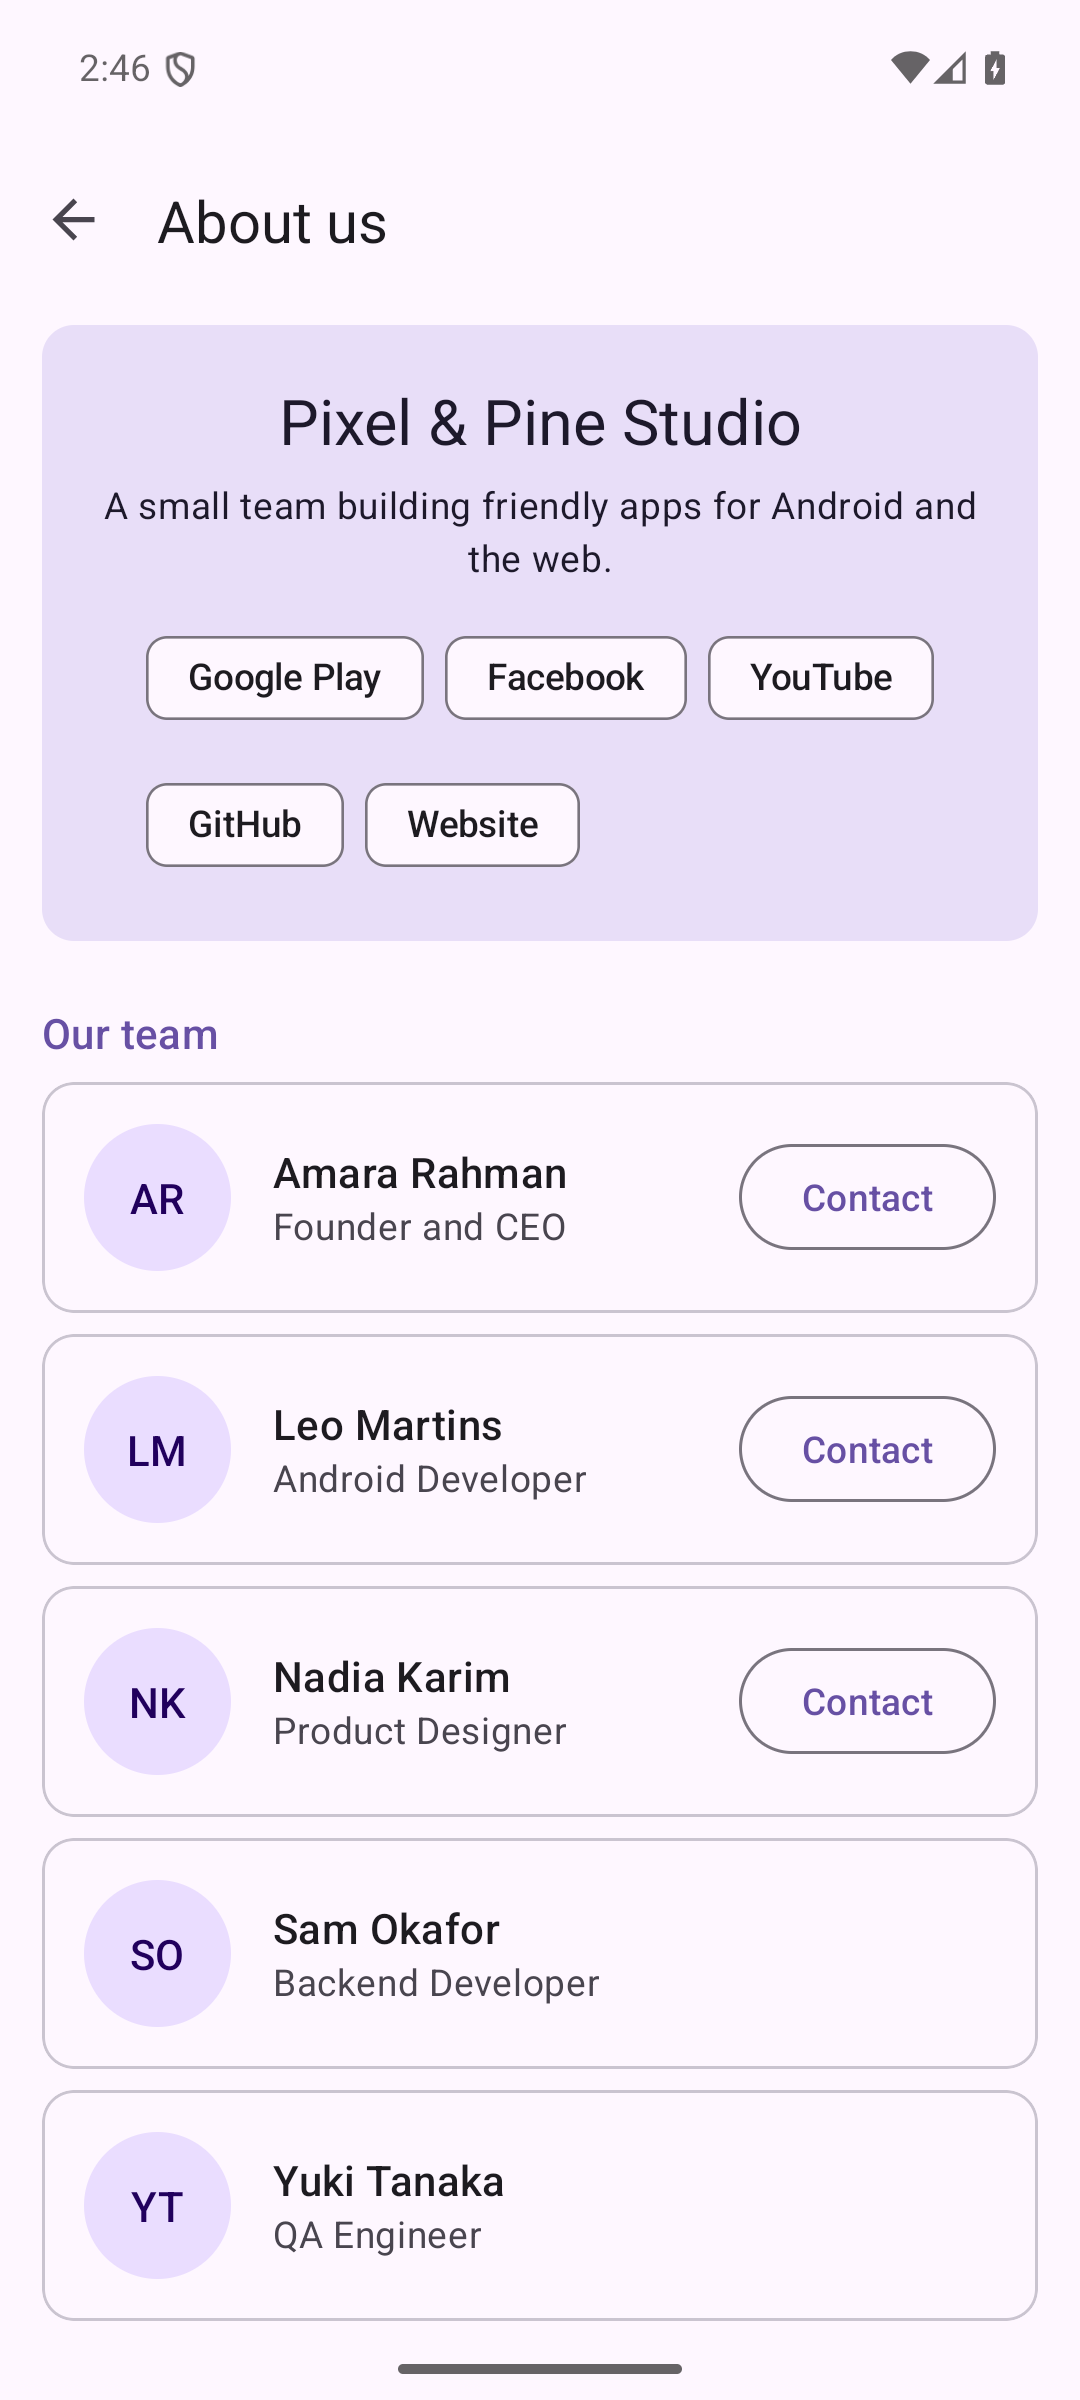 2:46
About us
Pixel & Pine Studio
A small team building friendly apps for Android and
the web.
Google Play Facebook YouTube
GitHub Website
Our team
AR
Amara Rahman
Founder and CEO
Contact
LM
Leo Martins
Android Developer
Contact
NK
Nadia Karim
Product Designer
Contact
SO
Sam Okafor
Backend Developer
YT
Yuki Tanaka
QA Engineer